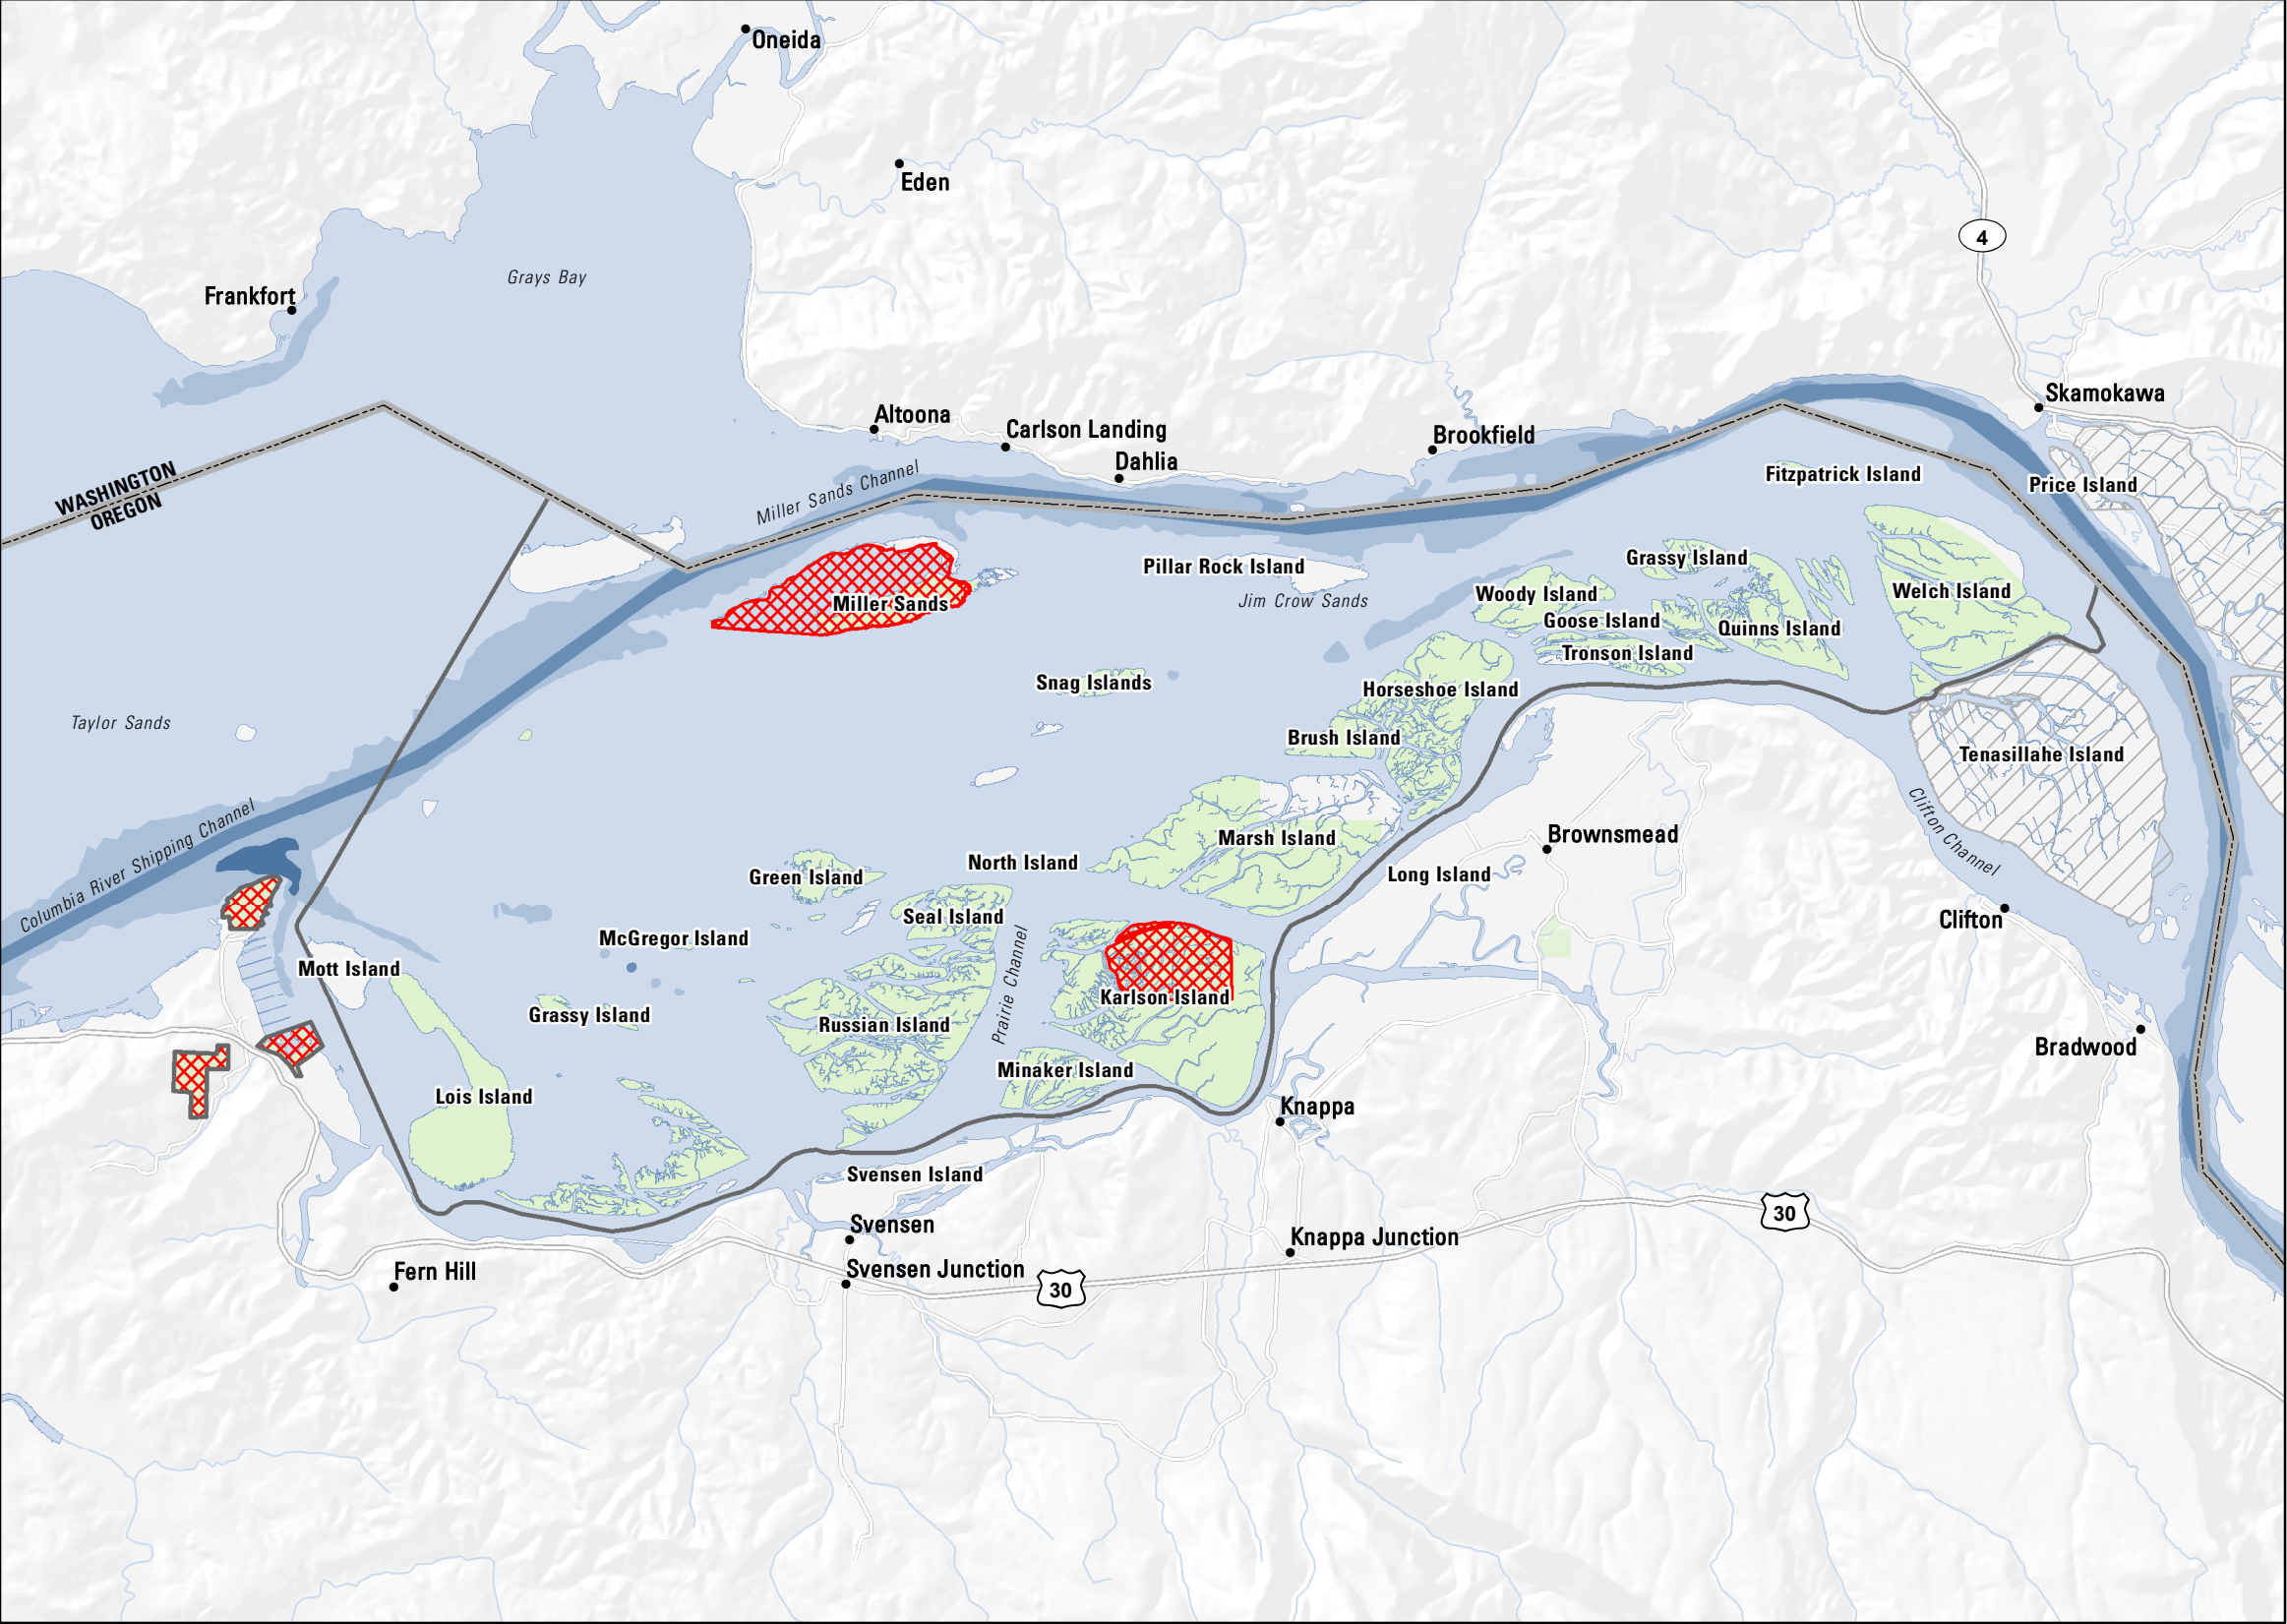 Oneida
Eden
4
Grays Bay
Frankfort
Skamokawa
Altoona
Carlson Landing
Brookfield
Dahlia
WASHINGTON
OREGON
Miller Sands Channel
Fitzpatrick Island
Price Island
Grassy Island
Pillar Rock Island
Woody Island
Welch Island
Jim Crow Sands
Miller Sands
Goose Island
Quinns Island
Tronson Island
Snag Islands
Horseshoe Island
Taylor Sands
Brush Island
Tenasillahe Island
Columbia River Shipping Channel
Clifton Channel
Marsh Island
Brownsmead
North Island
Green Island
Long Island
Seal Island
Clifton
McGregor Island
Mott Island
Prairie Channel
Karlson Island
Grassy Island
Russian Island
Bradwood
Minaker Island
Lois Island
Knappa
Svensen Island
30
Svensen
Knappa Junction
Fern Hill
Svensen Junction
30